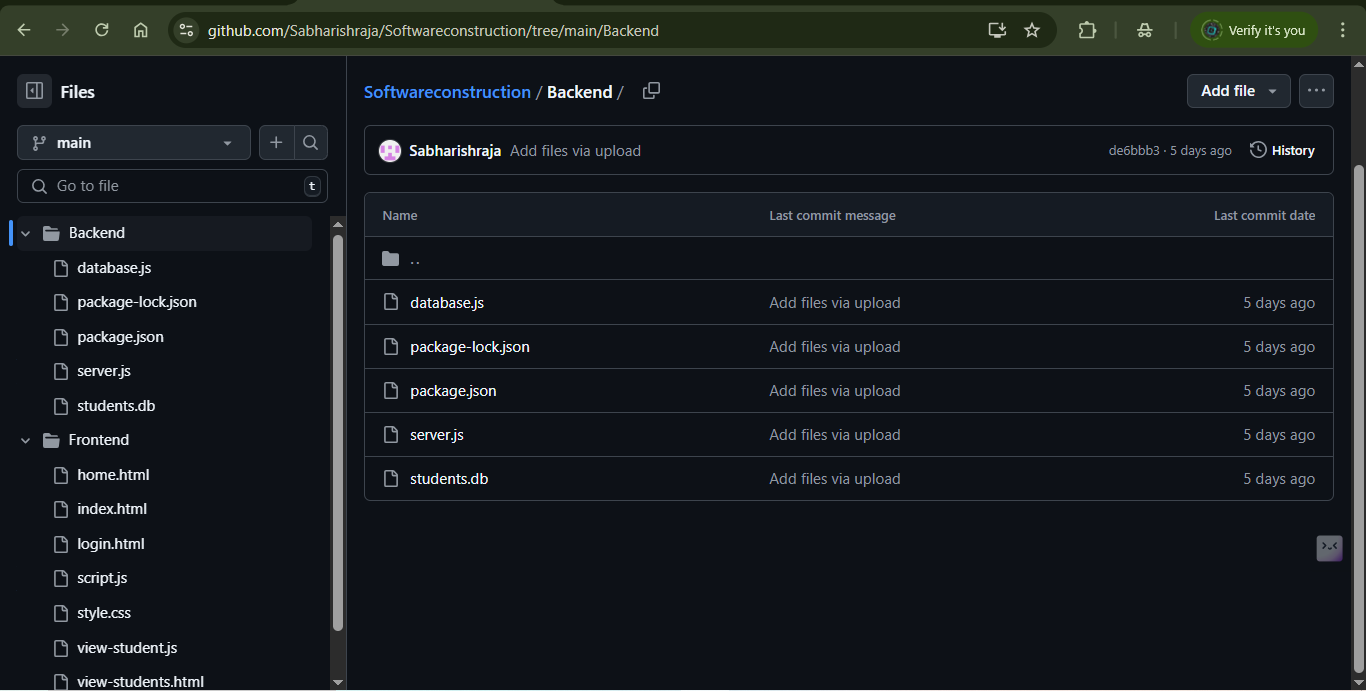 github.com/Sabharishraja/Softwareconstruction/tree/main/Backend
Verify it's you
Files
main
Go to file
t
Backend
database.js
package-lock.json
package.json
server.js
students.db
Frontend
home.html
index.html
login.html
script.js
style.css
view-student.js
view-students.html
Softwareconstruction / Backend /
Add file
Sabharishraja Add files via upload
de6bbb3 · 5 days ago
History
Name Last commit message Last commit date
..
database.js Add files via upload 5 days ago
package-lock.json Add files via upload 5 days ago
package.json Add files via upload 5 days ago
server.js Add files via upload 5 days ago
students.db Add files via upload 5 days ago